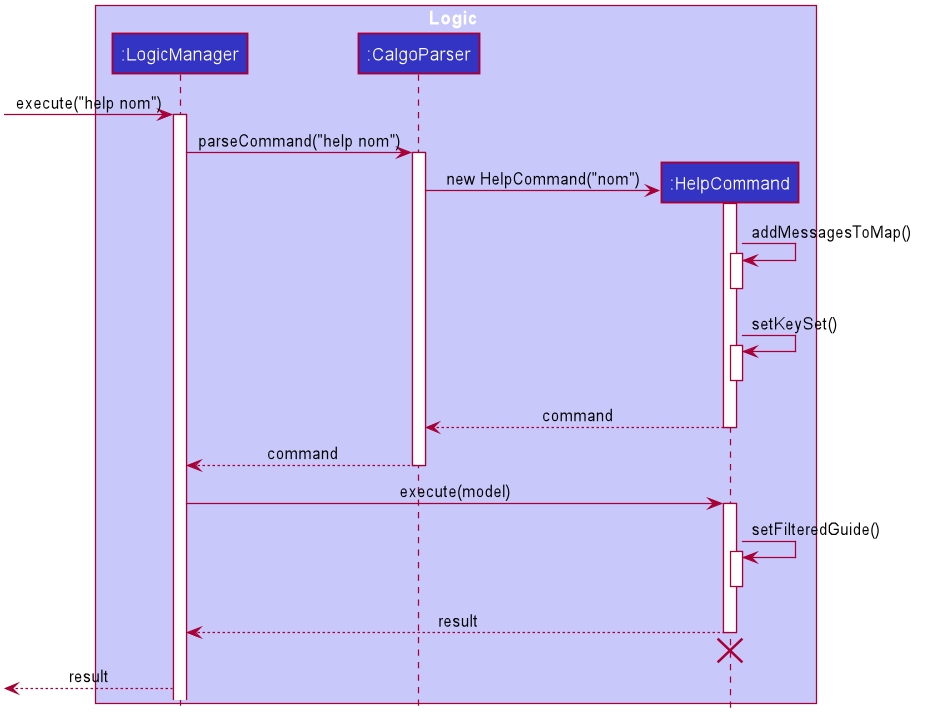 Logic
:LogicManager
:CalgoParser
execute("help nom")
parseCommand("help nom")
new HelpCommand("nom")
:HelpCommand
addMessagesToMap()
setKeySet()
command
command
execute(model)
setFilteredGuide()
result
result